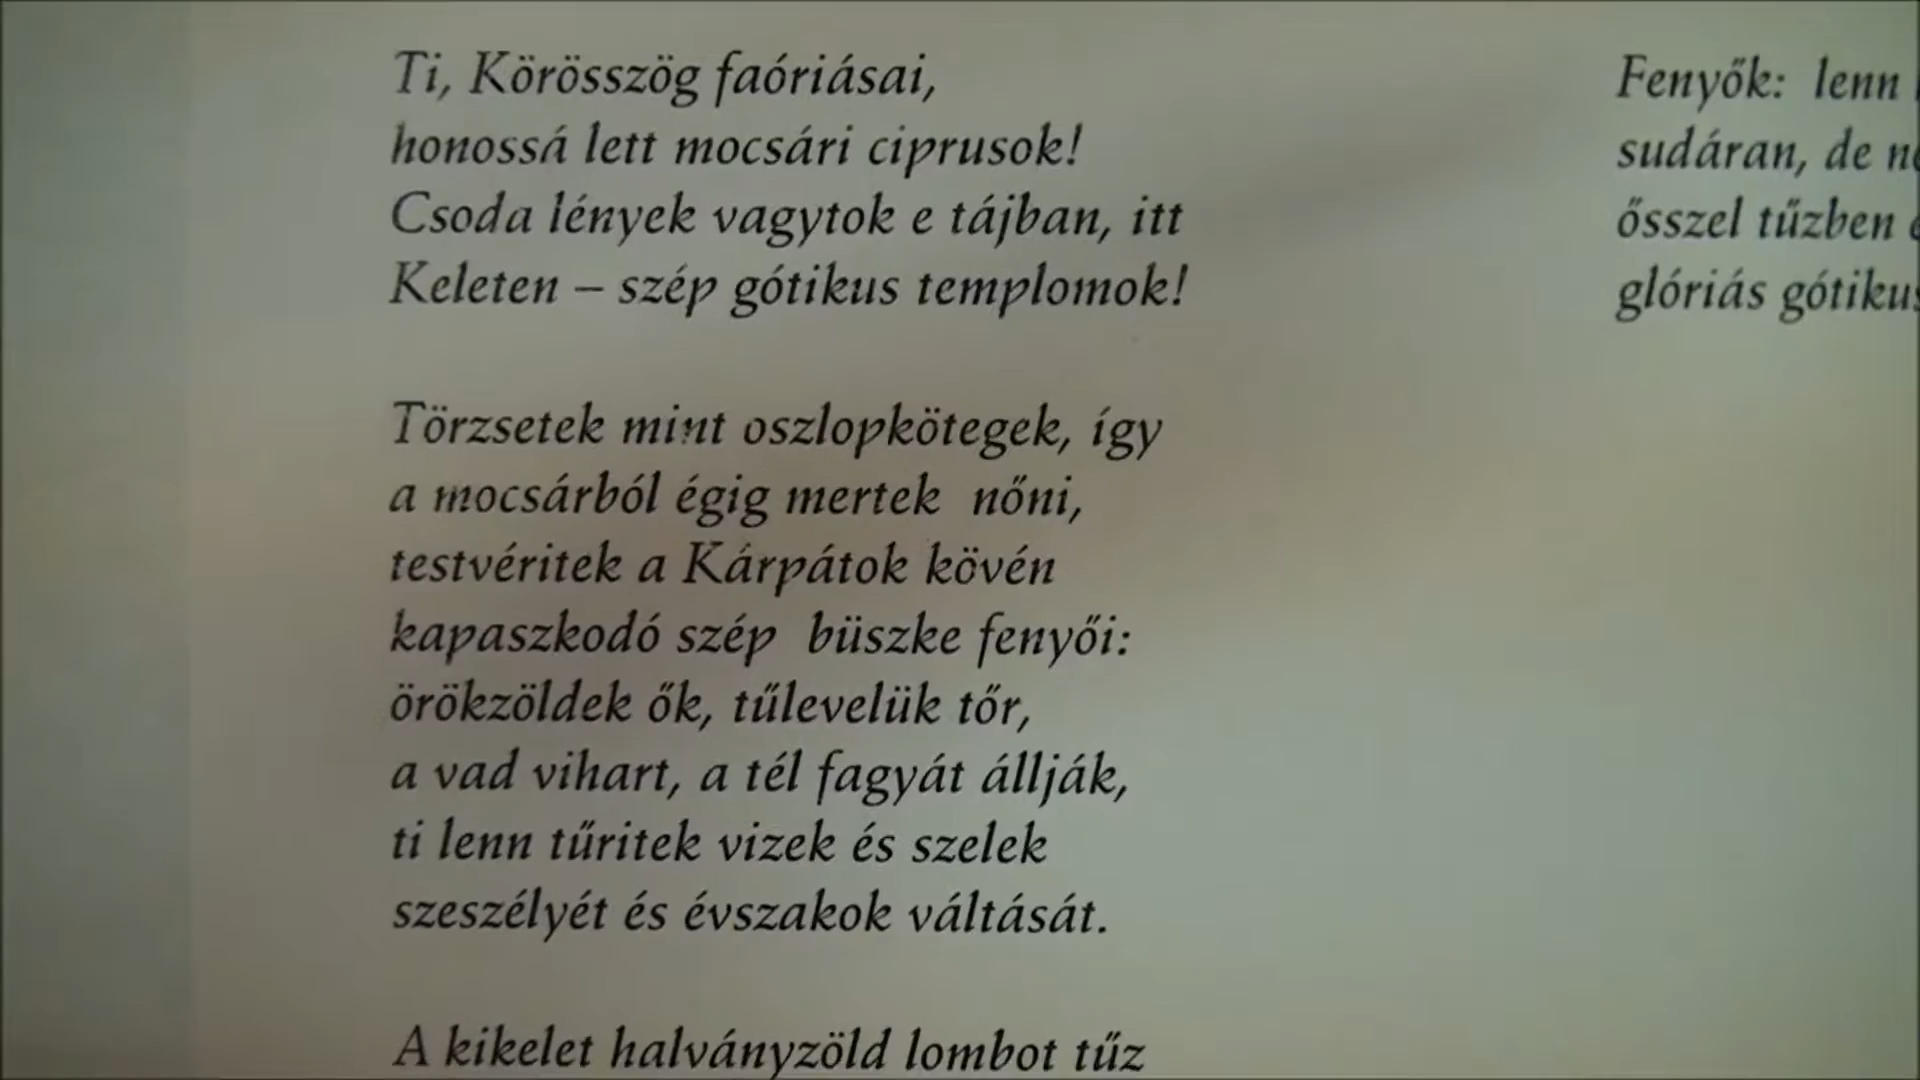 Ti, Körösszög faóriásai,
honossá lett mocsári ciprusok!
Csoda lények vagytok e tájban, itt
Keleten – szép gótikus templomok!
Törzsetek mint oszlopkötegek, így
a mocsárból égig mertek nőni,
testvéritek a Kárpátok kövén
kapaszkodó szép büszke fenyői:
örökzöldek ők, tűlevelük tőr,
a vad vihart, a tél fagyát állják,
ti lenn tűritek vizek és szelek
szeszélyét és évszakok váltását.
A kikelet halványzöld lombot tűz
Fenyők: lenn
sudáran, de
ősszel tűzben
glóriás